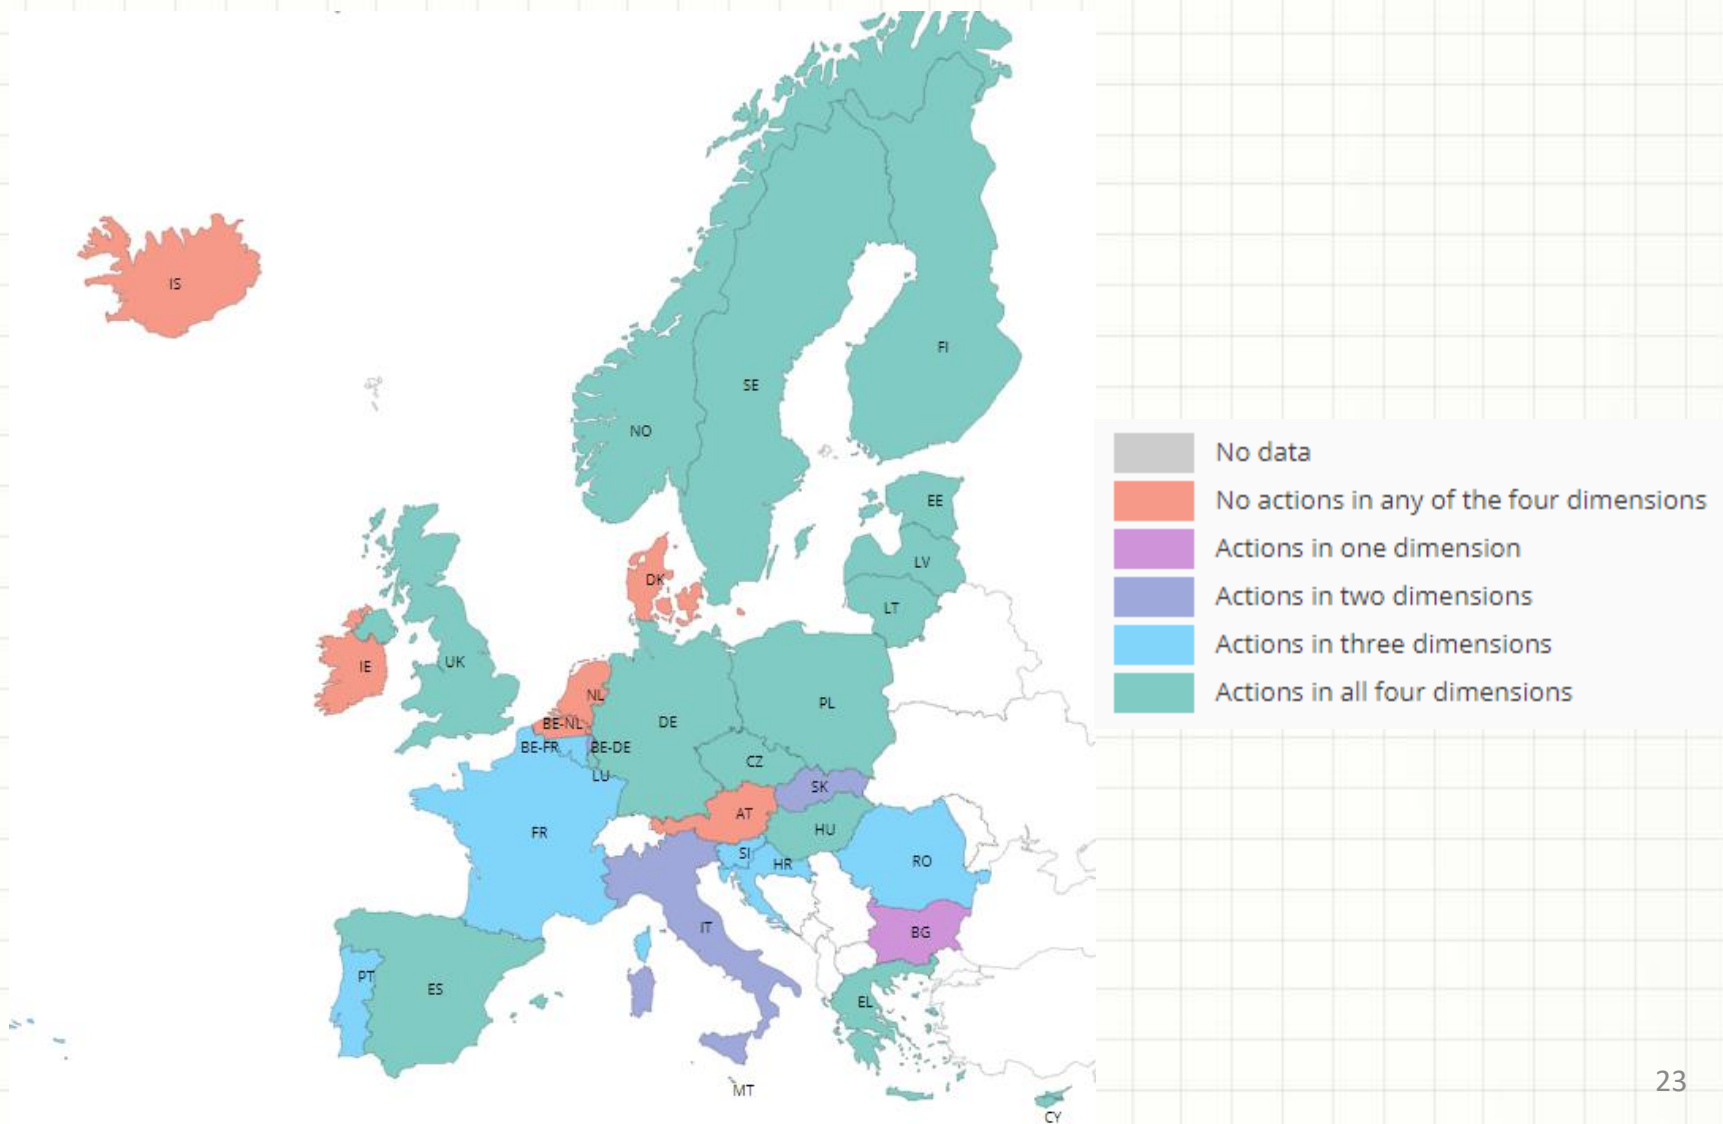 IS
FI
SE
NO
EE
LV
DK
LT
UK
IE
NL
PL
DE
BE-NL
BE-FR
BE-DE
CZ
LU
SK
AT
HU
FR
SI
HR
RO
IT
BG
PT
ES
EL
MT
CY
No data
No actions in any of the four dimensions
Actions in one dimension
Actions in two dimensions
Actions in three dimensions
Actions in all four dimensions
23